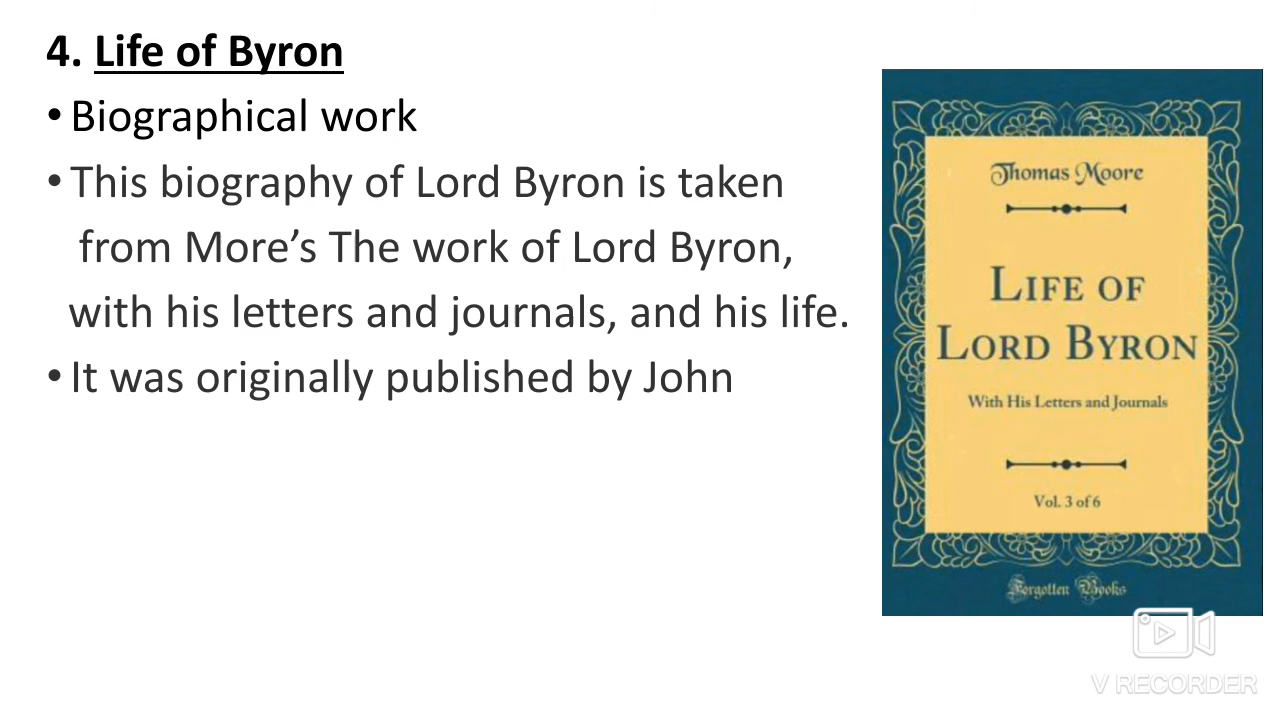 4. Life of Byron
• Biographical work
• This biography of Lord Byron is taken
from More’s The work of Lord Byron,
with his letters and journals, and his life.
• It was originally published by John
Thomas Moore
LIFE OF
LORD BYRON
With His Letters and Journals
Vol. 3 of 6
Forgotten Books
V RECORDER